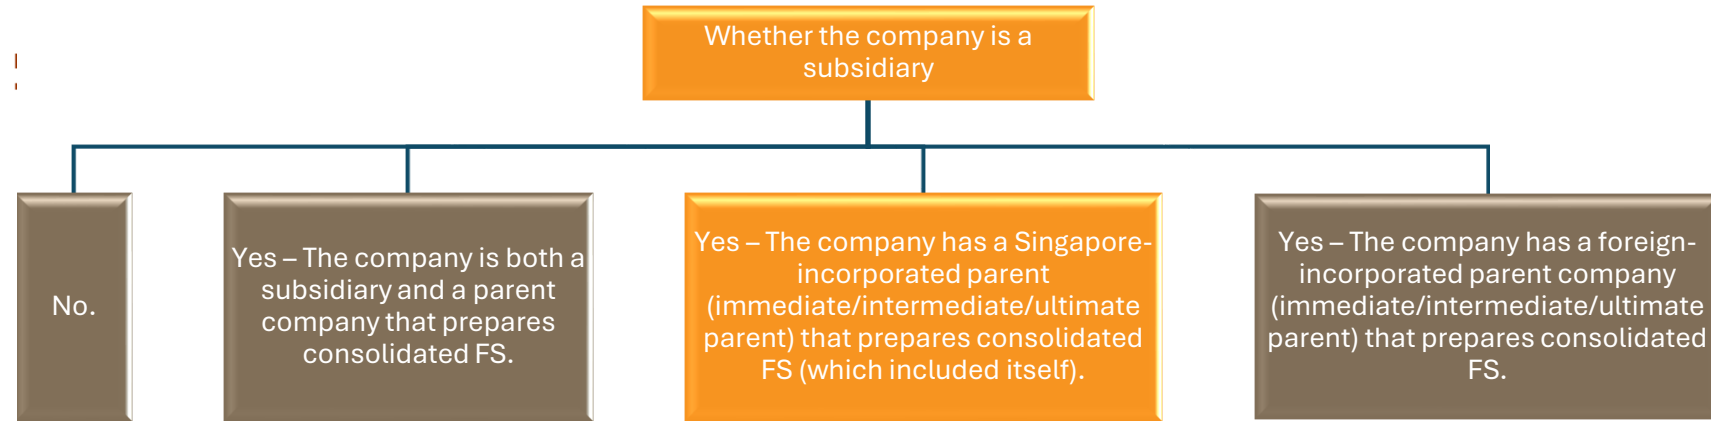 Whether the company is a
subsidiary
No.
Yes – The company is both a
subsidiary and a parent
company that prepares
consolidated FS.
Yes – The company has a Singapore-
incorporated parent
(immediate/intermediate/ultimate
parent) that prepares consolidated
FS (which included itself).
Yes – The company has a foreign-
incorporated parent company
(immediate/intermediate/ultimate
parent) that prepares consolidated
FS.